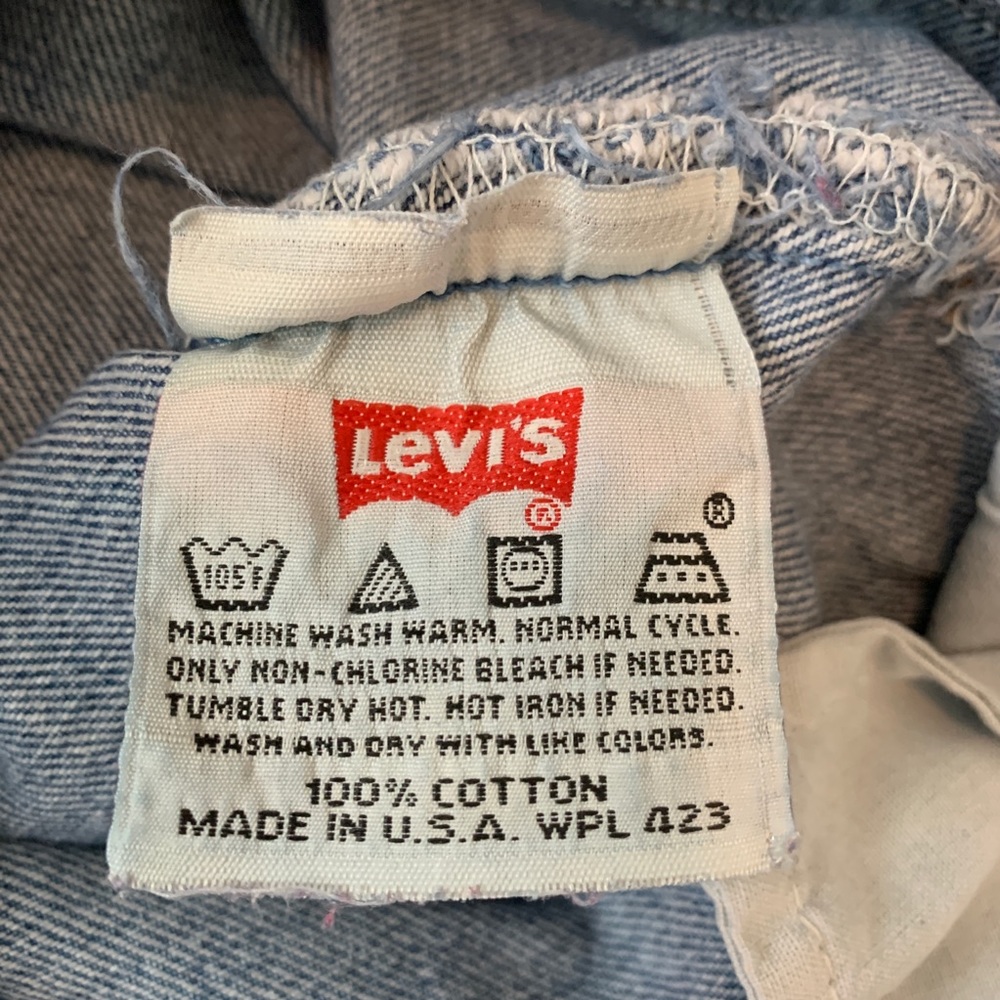 Levi's
®
®
105°F
MACHINE WASH WARM. NORMAL CYCLE.
ONLY NON-CHLORINE BLEACH IF NEEDED.
TUMBLE DRY HOT. HOT IRON IF NEEDED.
WASH AND DRY WITH LIKE COLORS.
100% COTTON
MADE IN U.S.A. WPL 423